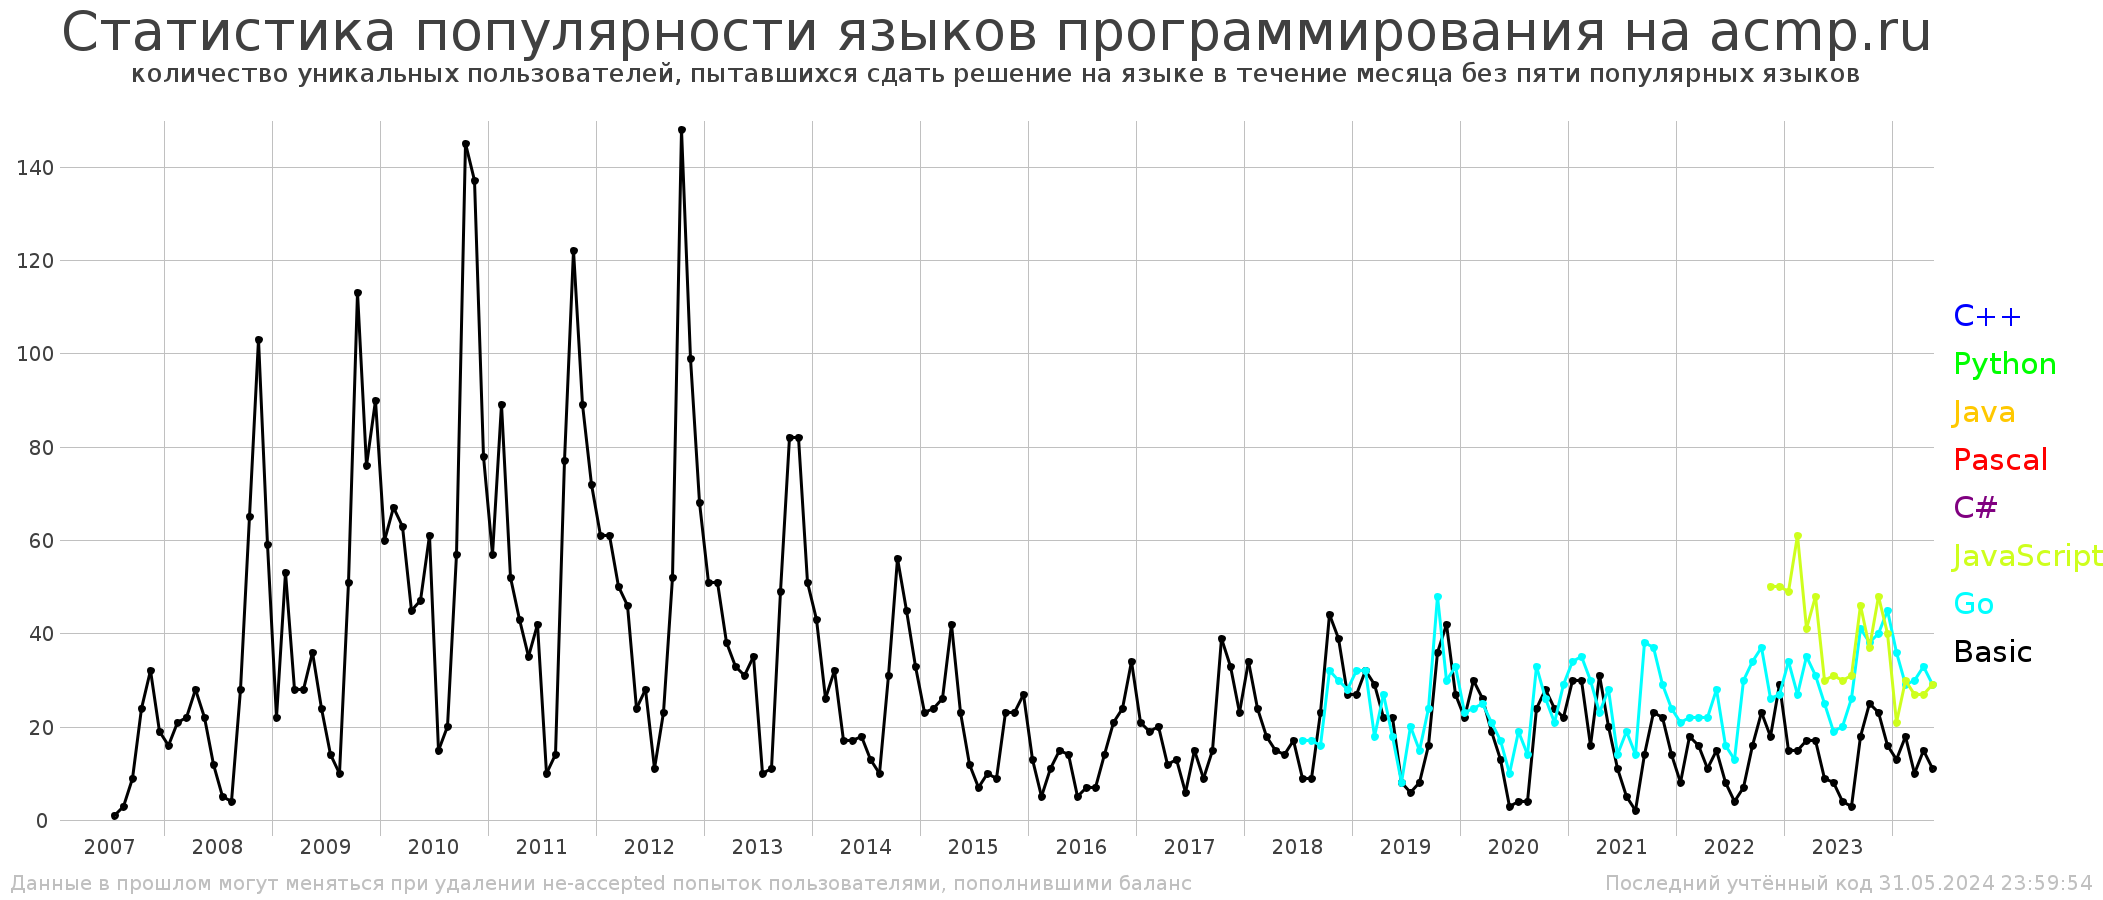 Статистика популярности языков программирования на acmp.ru
количество уникальных пользователей, пытавшихся сдать решение на языке в течение месяца без пяти популярных языков
140
120
100
80
60
40
20
0
C++
Python
Java
Pascal
C#
JavaScript
Go
Basic
2007 2008 2009 2010 2011 2012 2013 2014 2015 2016 2017 2018 2019 2020 2021 2022 2023
Данные в прошлом могут меняться при удалении не-accepted попыток пользователями, пополнившими баланс
Последний учтённый код 31.05.2024 23:59:54